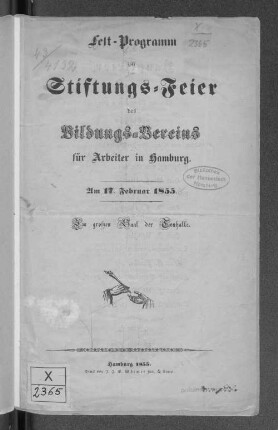 X
2365
Fest-Programm
zur
Stiftungs-Feier
des
Bildungs-Vereins
für Arbeiter in Hamburg.
Am 17. Februar 1855
Im großen Saal der Tonhalle.
Hamburg 1855.
X
2365